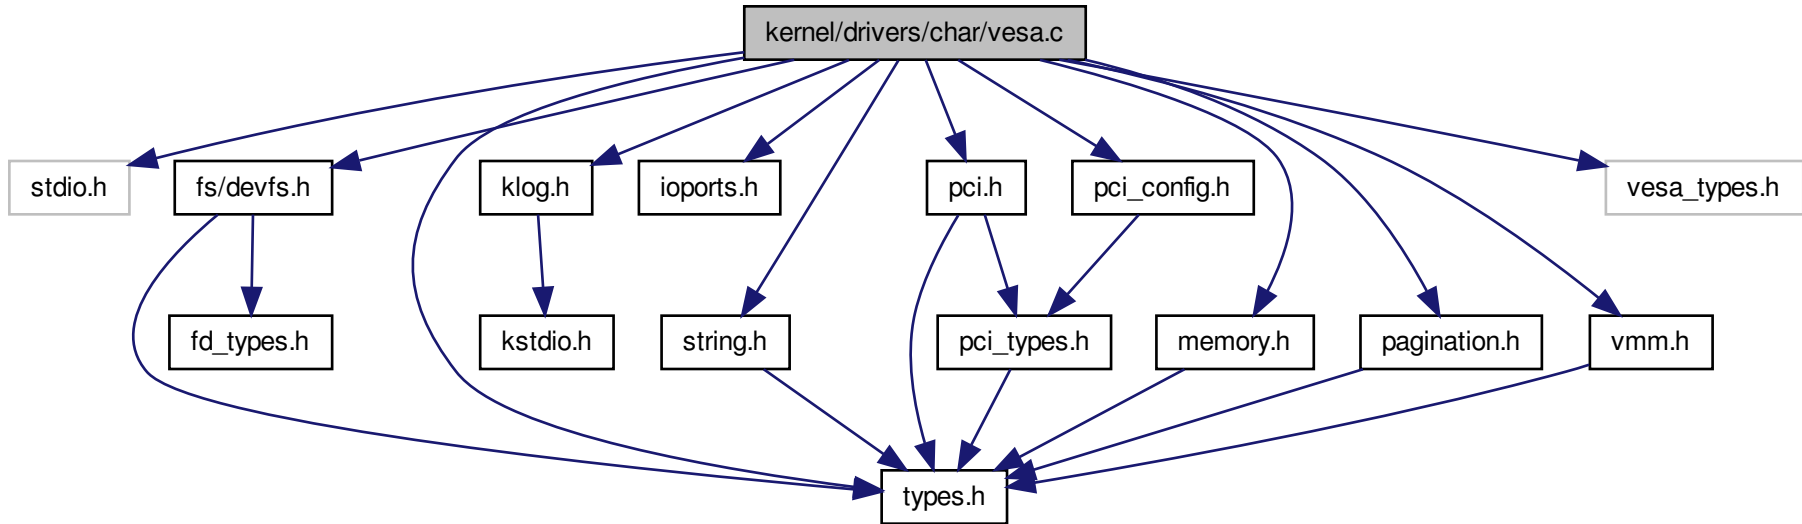 kernel/drivers/char/vesa.c
stdio.h
fs/devfs.h
klog.h
ioports.h
pci.h
pci_config.h
vesa_types.h
fd_types.h
kstdio.h
string.h
pci_types.h
memory.h
pagination.h
vmm.h
types.h